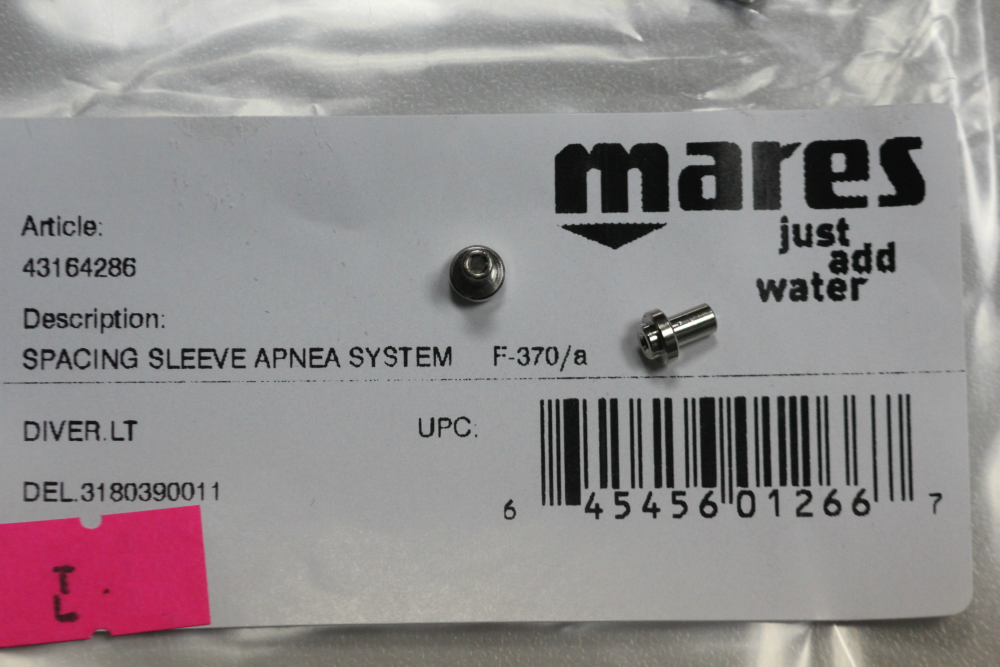 mares
just
add
water
Article:
43164286
Description:
SPACING SLEEVE APNEA SYSTEM F-370/a
DIVER.LT UPC:
DEL.3180390011
6 45456 01266 7
TL